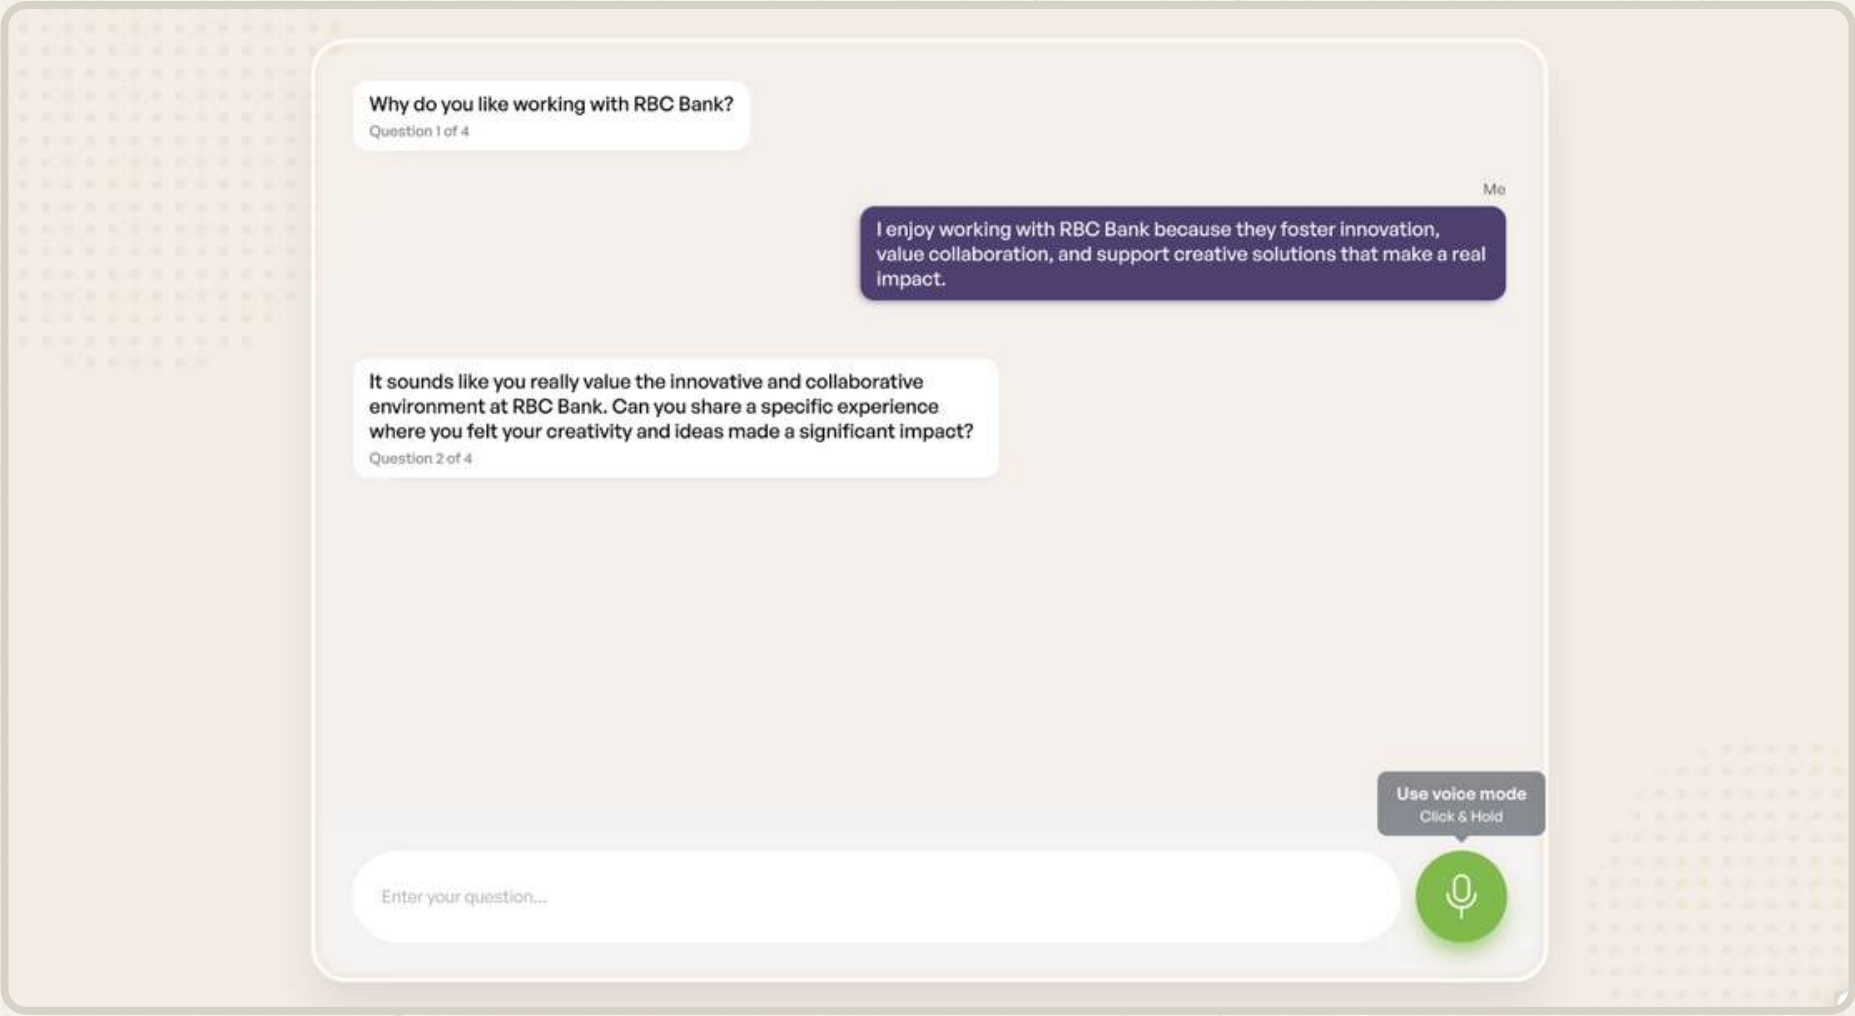 Why do you like working with RBC Bank?
Question 1 of 4
Me
I enjoy working with RBC Bank because they foster innovation,
value collaboration, and support creative solutions that make a real
impact.
It sounds like you really value the innovative and collaborative
environment at RBC Bank. Can you share a specific experience
where you felt your creativity and ideas made a significant impact?
Question 2 of 4
Use voice mode
Click & Hold
Enter your question...